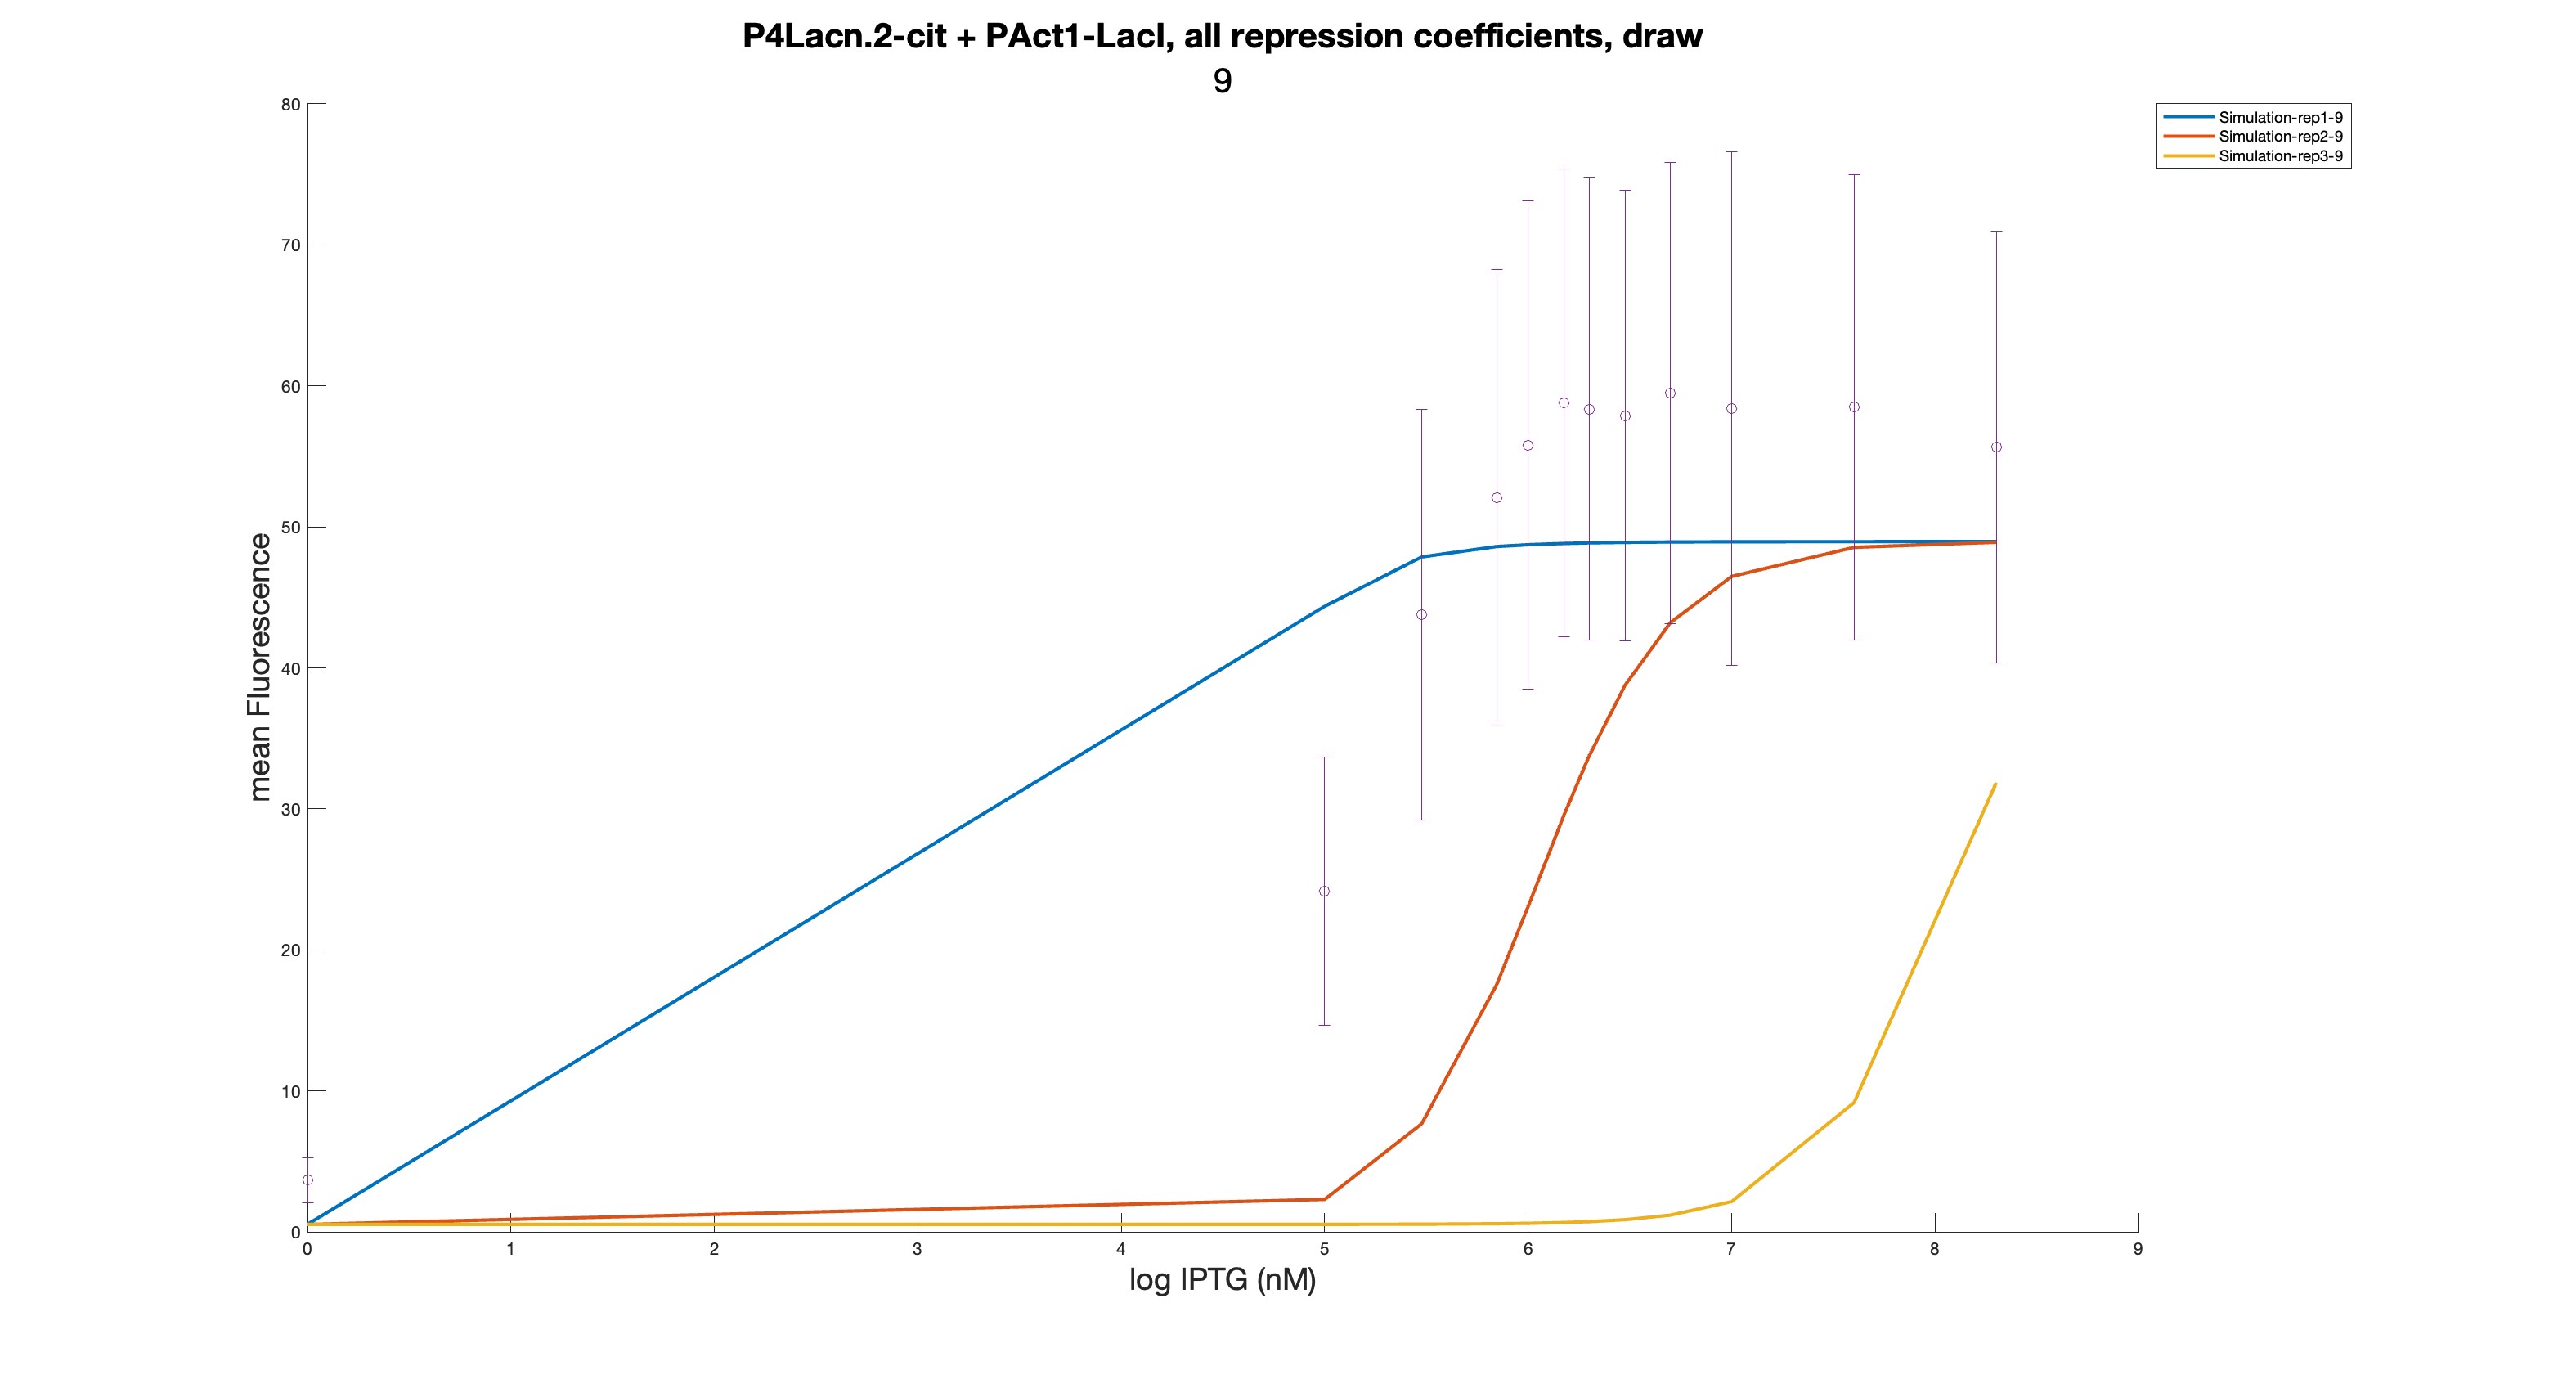 P4Lacn.2-cit + PAct1-LacI, all repression coefficients, draw
9
80
70
60
50
40
30
20
10
0
mean Fluorescence
0 1 2 3 4 5 6 7 8 9
log IPTG (nM)
Simulation-rep1-9
Simulation-rep2-9
Simulation-rep3-9